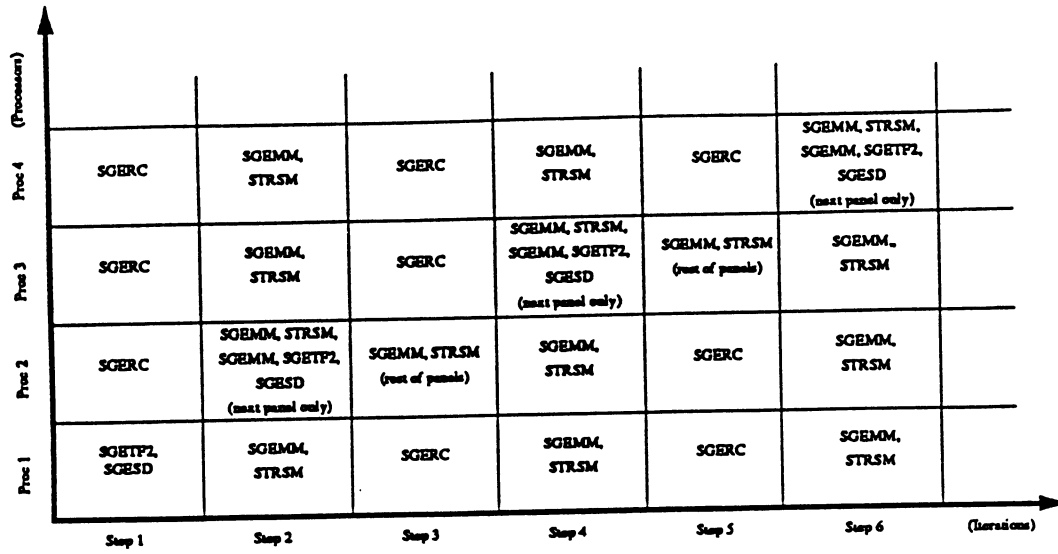 (Processors)
Proc 4
SGERC
SGEMM,
STRSM
SGERC
SGEMM,
STRSM
SGERC
SGEMM, STRSM,
SGEMM, SGETP2,
SGESD
(next panel only)
Proc 3
SGERC
SGEMM,
STRSM
SGERC
SGEMM, STRSM,
SGEMM, SGETP2,
SGESD
(next panel only)
SGEMM, STRSM
(rest of panels)
SGEMM,,
STRSM
Proc 2
SGERC
SGEMM, STRSM,
SGEMM, SGETP2,
SGESD
(next panel only)
SGEMM, STRSM
(rest of panels)
SGEMM,
STRSM
SGERC
SGEMM,
STRSM
Proc 1
SGETP2,
SGESD
SGEMM,
STRSM
SGERC
SGEMM,
STRSM
SGERC
SGEMM,
STRSM
Step 1
Step 2
Step 3
Step 4
Step 5
Step 6
(Iterations)